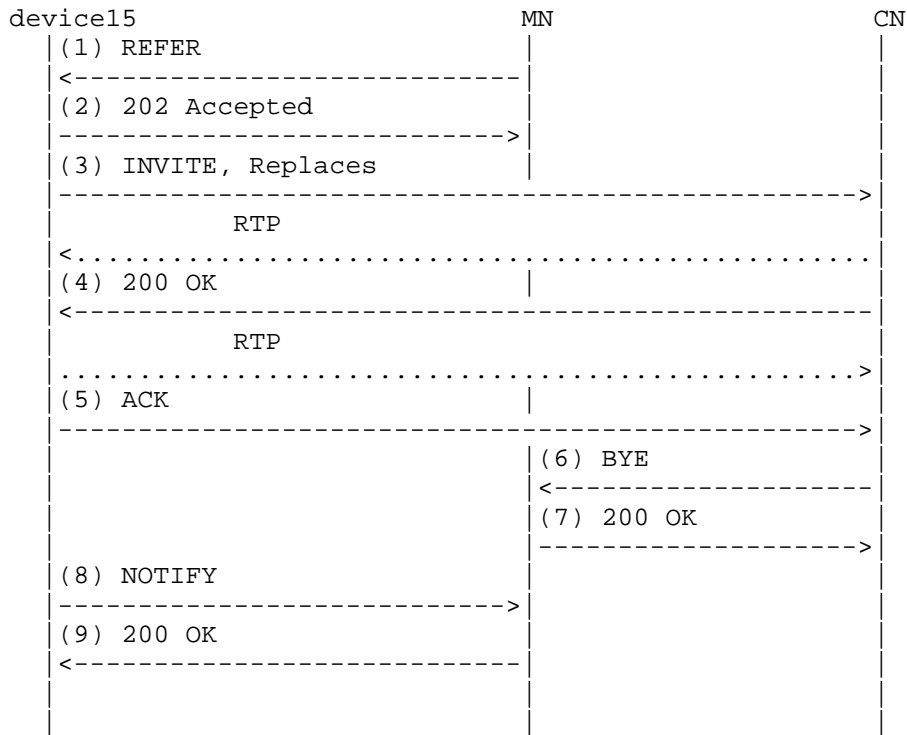 device15 MN CN
(1) REFER
(2) 202 Accepted
(3) INVITE, Replaces
RTP
(4) 200 OK
RTP
(5) ACK
(6) BYE
(7) 200 OK
(8) NOTIFY
(9) 200 OK